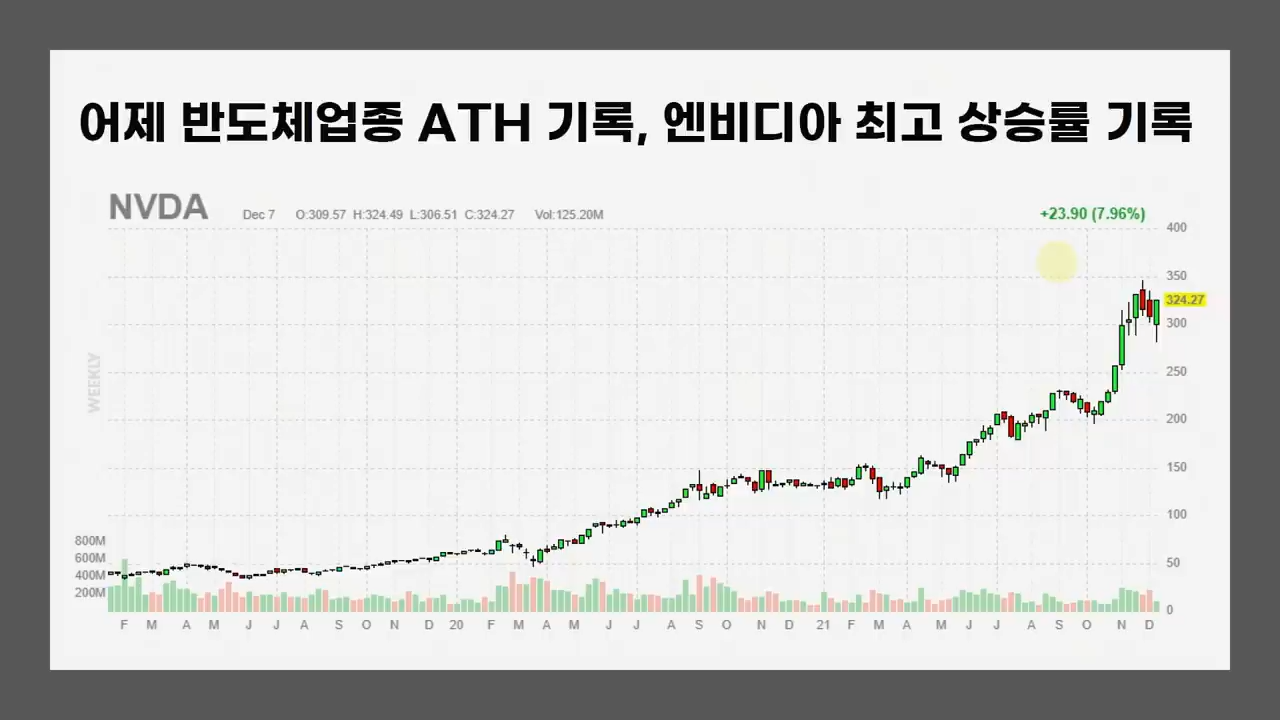 어제 반도체업종 ATH 기록, 엔비디아 최고 상승률 기록
NVDA Dec 7 O:309.57 H:324.49 L:306.51 C:324.27 Vol:125.20M +23.90 (7.96%)
400
350
324.27
300
250
WEEKLY
200
150
100
800M
600M
50
400M
200M
0
F M A M J J A S O N D 20 F M A M J J A S O N D 21 F M A M J J A S O N D